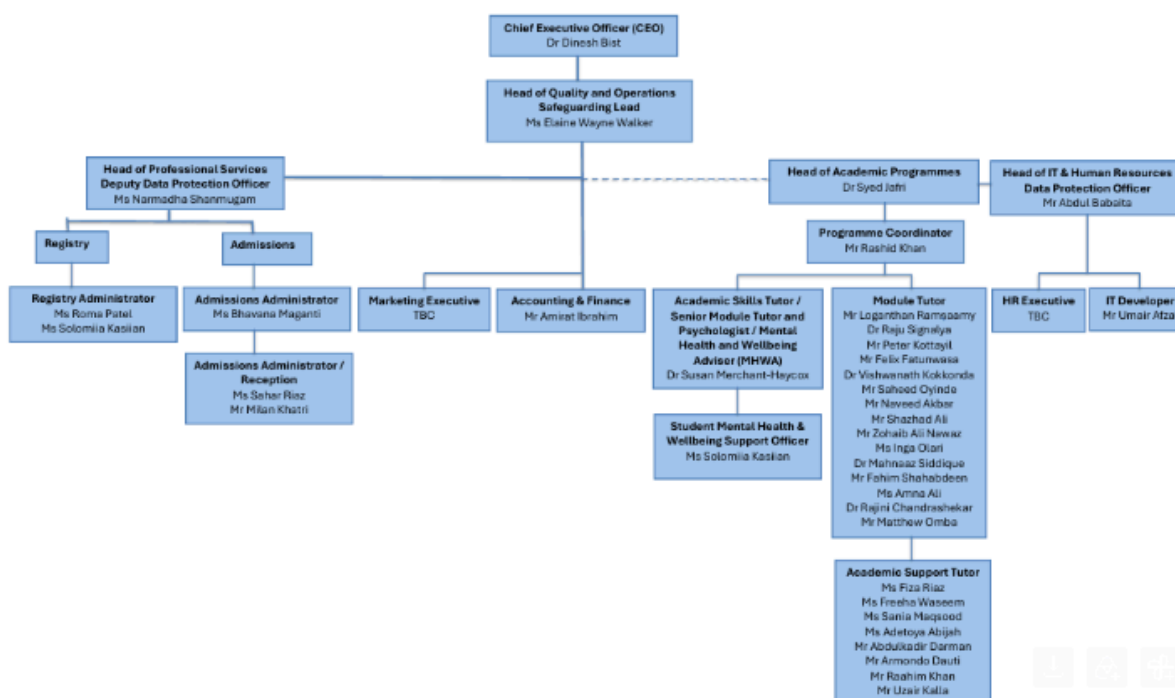 Chief Executive Officer (CEO)
Dr Dinesh Bist
Head of Quality and Operations
Safeguarding Lead
Ms Elaine Wayne Walker
Head of Professional Services
Deputy Data Protection Officer
Ms Narmadha Shanmugam
Head of Academic Programmes
Dr Syed Jafri
Head of IT & Human Resources
Data Protection Officer
Mr Abdul Babaita
Registry
Admissions
Programme Coordinator
Mr Rashid Khan
Registry Administrator
Ms Roma Patel
Ms Solomiia Kasiian
Admissions Administrator
Ms Bhavana Maganti
Admissions Administrator /
Reception
Ms Sahar Riaz
Mr Milan Khatri
Marketing Executive
TBC
Accounting & Finance
Mr Amirat Ibrahim
Academic Skills Tutor /
Senior Module Tutor and
Psychologist / Mental
Health and Wellbeing
Adviser (MHWA)
Dr Susan Merchant-Haycox
Student Mental Health &
Wellbeing Support Officer
Ms Solomiia Kasiian
Module Tutor
Mr Loganthan Ramsaamy
Dr Raju Signalya
Mr Peter Kottayil
Mr Felix Fatunwasa
Dr Vishwanath Kokkonda
Mr Saheed Oyinde
Mr Naveed Akbar
Mr Shazhad Ali
Mr Zohaib Ali Nawaz
Ms Inga Olari
Dr Mahnaaz Siddique
Mr Fahim Shahabdeen
Ms Amna Ali
Dr Rajini Chandrashekar
Mr Matthew Omba
Academic Support Tutor
Ms Fiza Riaz
Ms Freeha Waseem
Ms Sania Maqsood
Ms Adetoya Abijah
Mr Abdulkadir Darman
Mr Armondo Dauti
Mr Raahim Khan
Mr Uzair Kalla
HR Executive
TBC
IT Developer
Mr Umair Afza